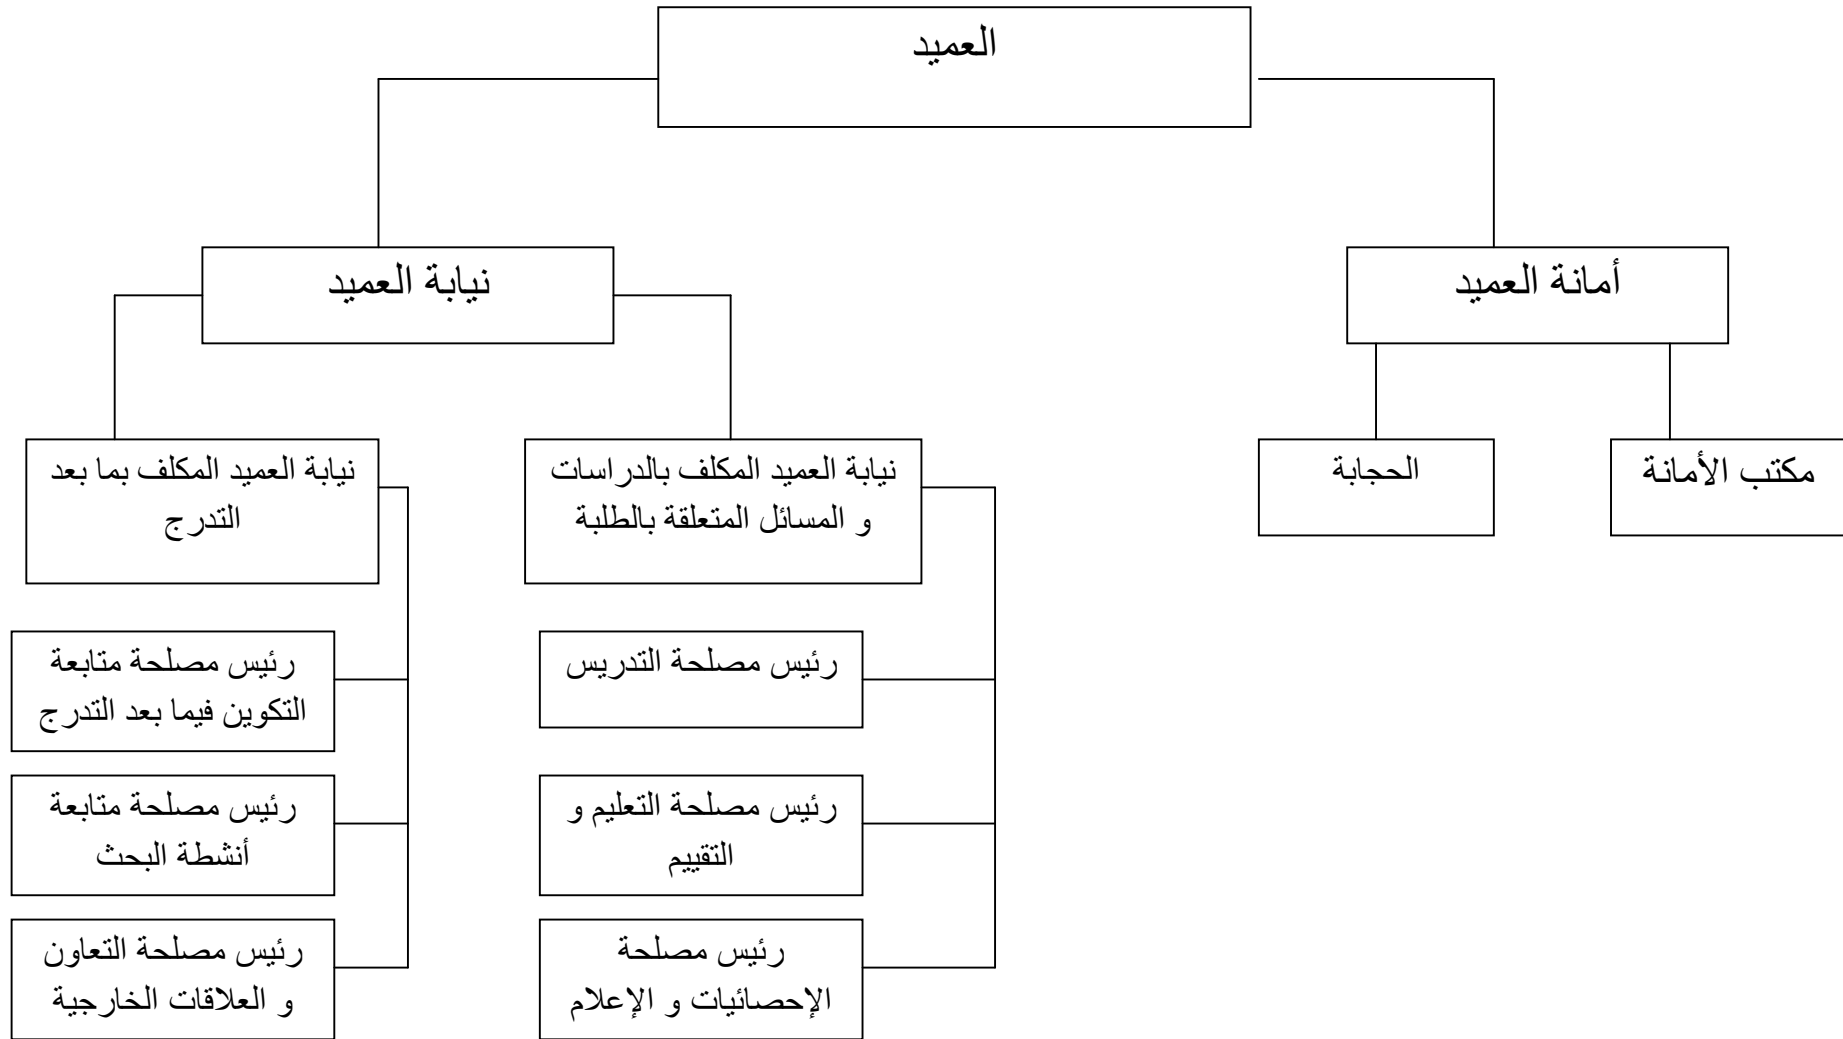 العميد
أمانة العميد
نيابة العميد
مكتب الأمانة
الحجابة
نيابة العميد المكلف بالدراسات
و المسائل المتعلقة بالطلبة
نيابة العميد المكلف بما بعد
التدرج
رئيس مصلحة التدريس
رئيس مصلحة متابعة
التكوين فيما بعد التدرج
رئيس مصلحة التعليم و
التقييم
رئيس مصلحة متابعة
أنشطة البحث
رئيس مصلحة
الإحصائيات و الإعلام
رئيس مصلحة التعاون
و العلاقات الخارجية